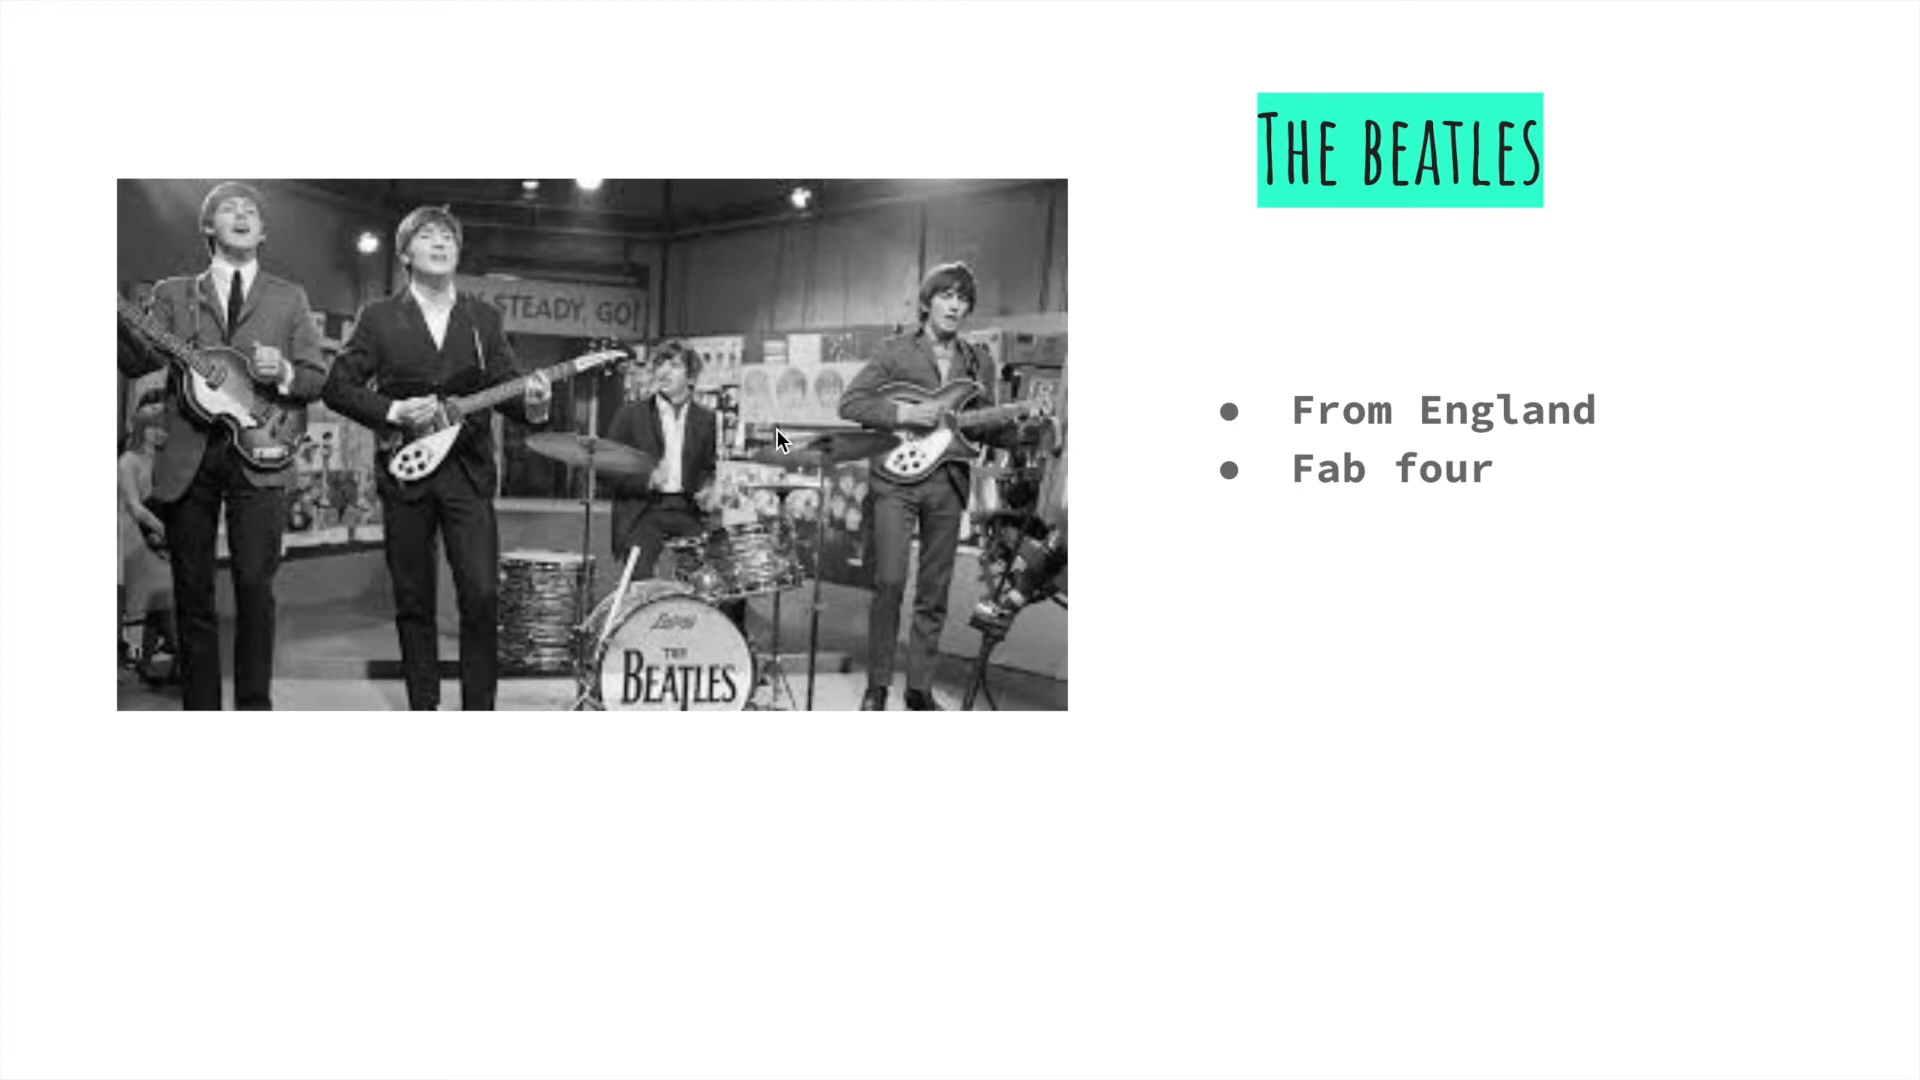 The beatles
From England
Fab four
STEADY, GO!
Ludwig
THE
BEATLES